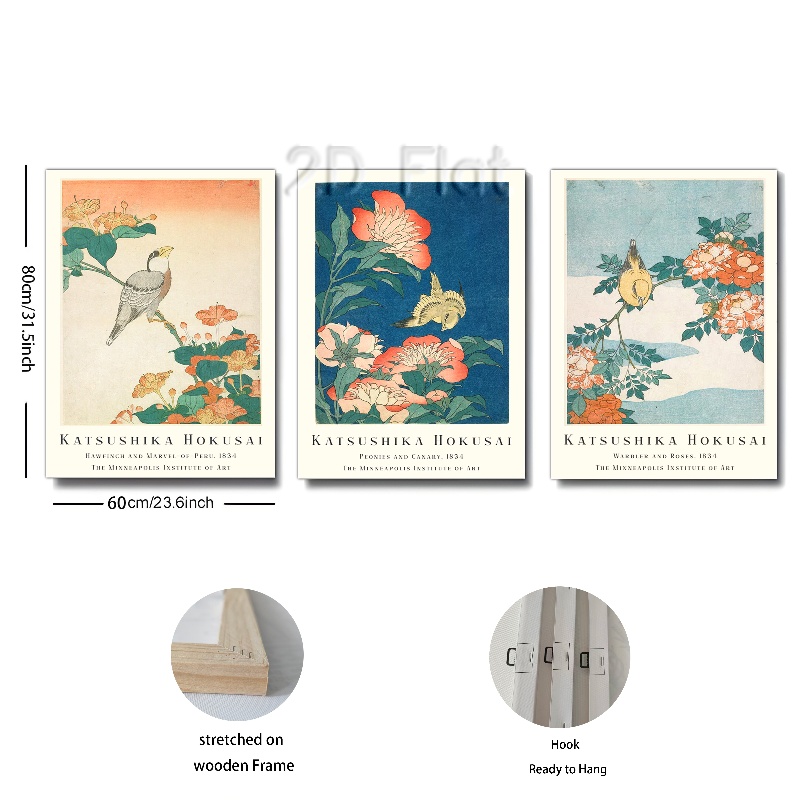 2D Flat
80cm/31.5inch
KATSUSHIKA HOKUSAI
HAWFINCH AND MARVEL OF PERU, 1834
THE MINNEAPOLIS INSTITUTE OF ART
KATSUSHIKA HOKUSAI
PEONIES AND CANARY, 1834
THE MINNEAPOLIS INSTITUTE OF ART
KATSUSHIKA HOKUSAI
WARBLER AND ROSES, 1834
THE MINNEAPOLIS INSTITUTE OF ART
60cm/23.6inch
stretched on
wooden Frame
Hook
Ready to Hang